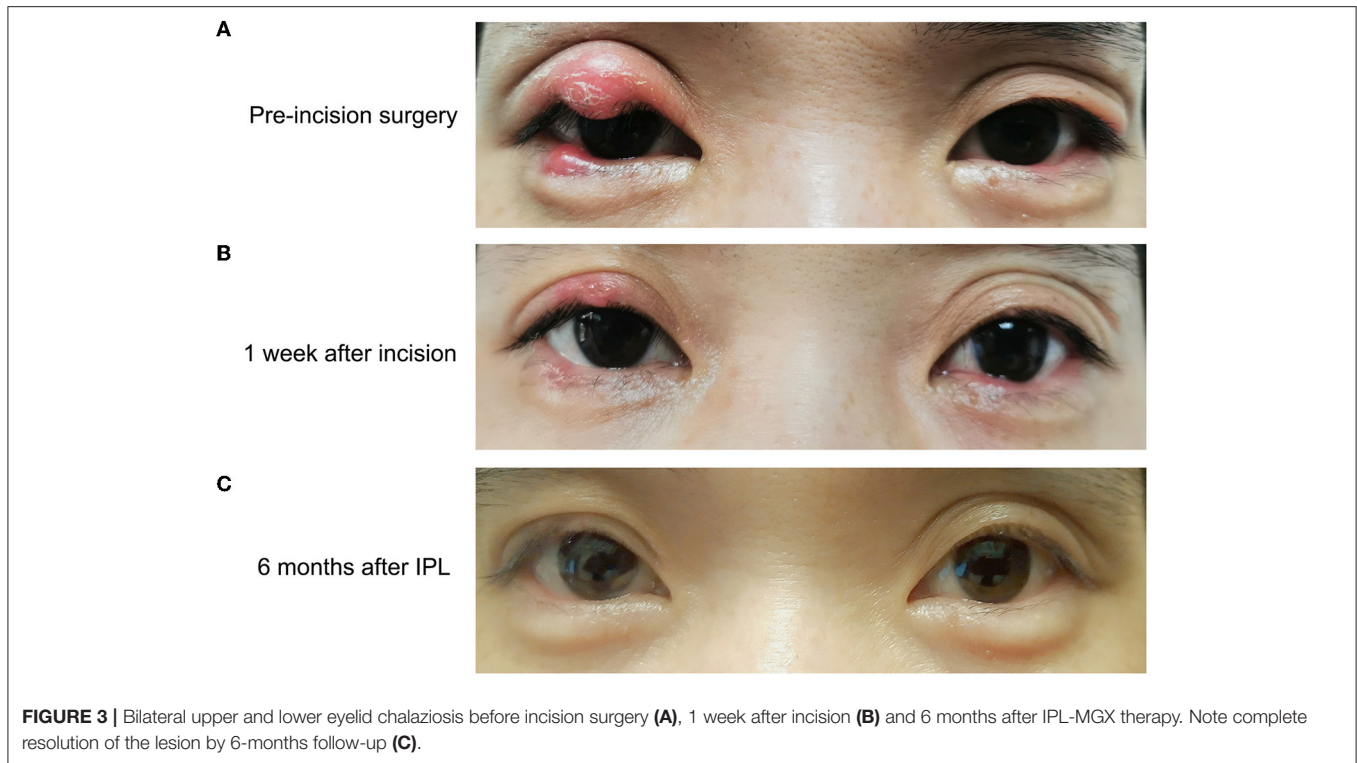 A
Pre-incision surgery
B
1 week after incision
C
6 months after IPL
FIGURE 3 | Bilateral upper and lower eyelid chalaziosis before incision surgery (A), 1 week after incision (B) and 6 months after IPL-MGX therapy. Note complete
resolution of the lesion by 6-months follow-up (C).